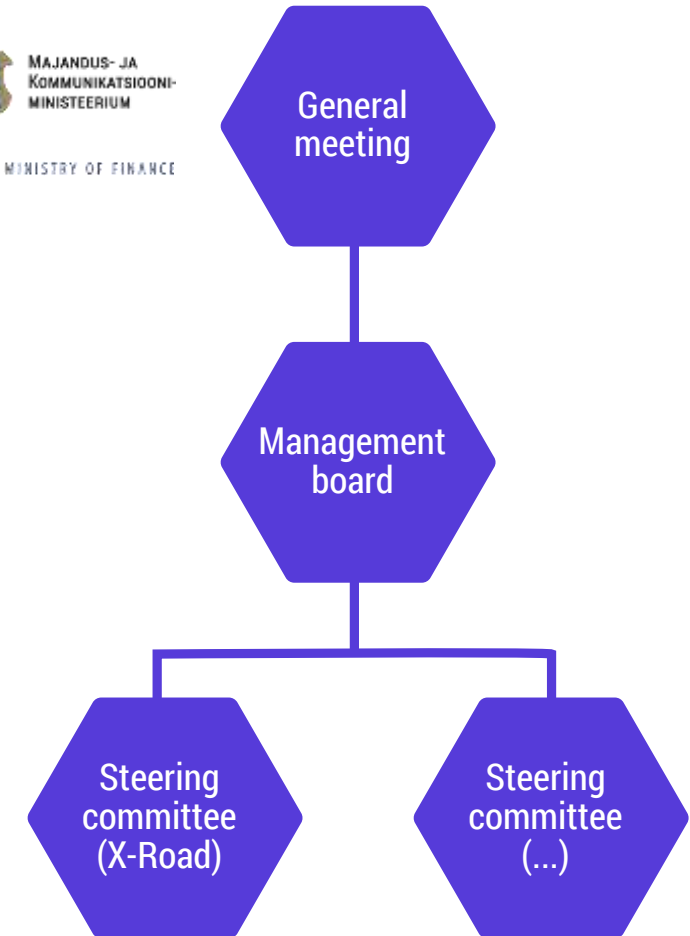 MAJANDUS- JA
KOMMUNIKATSIOONI-
MINISTEERIUM
MINISTRY OF FINANCE
General
meeting
Management
board
Steering
committee
(X-Road)
Steering
committee
(...)